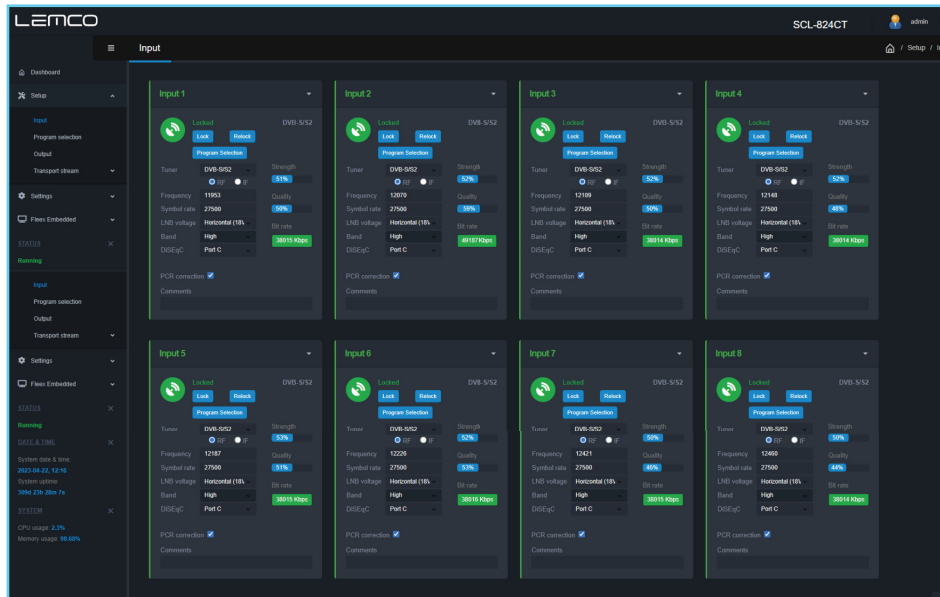 LEMCO
SCL-824CT
admin
Input
/ Setup /
Dashboard
Setup
Input
Program selection
Output
Transport stream
Settings
Fleex Embedded
STATUS
Running
Input
Program selection
Output
Transport stream
Settings
Fleex Embedded
STATUS
Running
DATE & TIME
System date & time
2023-04-22, 12:16
System uptime:
309d 23h 28m 7s
SYSTEM
CPU usage: 2.3%
Memory usage: 98.68%
Input 1
Locked
DVB-S/S2
Lock Relock
Program Selection
Tuner DVB-S/S2 Strength
RF IF 51%
Frequency 11953 Quality
Symbol rate 27500 50%
LNB voltage Horizontal (18V Bit rate
Band High 38015 Kbps
DiSEqC Port C
PCR correction
Comments
Input 2
Locked
DVB-S/S2
Lock Relock
Program Selection
Tuner DVB-S/S2 Strength
RF IF 52%
Frequency 12070 Quality
Symbol rate 27500 59%
LNB voltage Horizontal (18V Bit rate
Band High 49187 Kbps
DiSEqC Port C
PCR correction
Comments
Input 3
Locked
DVB-S/S2
Lock Relock
Program Selection
Tuner DVB-S/S2 Strength
RF IF 52%
Frequency 12109 Quality
Symbol rate 27500 50%
LNB voltage Horizontal (18V Bit rate
Band High 38014 Kbps
DiSEqC Port C
PCR correction
Comments
Input 4
Locked
DVB-S/S2
Lock Relock
Program Selection
Tuner DVB-S/S2 Strength
RF IF 52%
Frequency 12148 Quality
Symbol rate 27500 48%
LNB voltage Horizontal (18V Bit rate
Band High 38014 Kbps
DiSEqC Port C
PCR correction
Comments
Input 5
Locked
DVB-S/S2
Lock Relock
Program Selection
Tuner DVB-S/S2 Strength
RF IF 53%
Frequency 12187 Quality
Symbol rate 27500 51%
LNB voltage Horizontal (18V Bit rate
Band High 38015 Kbps
DiSEqC Port C
PCR correction
Comments
Input 6
Locked
DVB-S/S2
Lock Relock
Program Selection
Tuner DVB-S/S2 Strength
RF IF 52%
Frequency 12226 Quality
Symbol rate 27500 53%
LNB voltage Horizontal (18V Bit rate
Band High 38016 Kbps
DiSEqC Port C
PCR correction
Comments
Input 7
Locked
DVB-S/S2
Lock Relock
Program Selection
Tuner DVB-S/S2 Strength
RF IF 50%
Frequency 12421 Quality
Symbol rate 27500 46%
LNB voltage Horizontal (18V Bit rate
Band High 38015 Kbps
DiSEqC Port C
PCR correction
Comments
Input 8
Locked
DVB-S/S2
Lock Relock
Program Selection
Tuner DVB-S/S2 Strength
RF IF 50%
Frequency 12460 Quality
Symbol rate 27500 44%
LNB voltage Horizontal (18V Bit rate
Band High 38014 Kbps
DiSEqC Port C
PCR correction
Comments